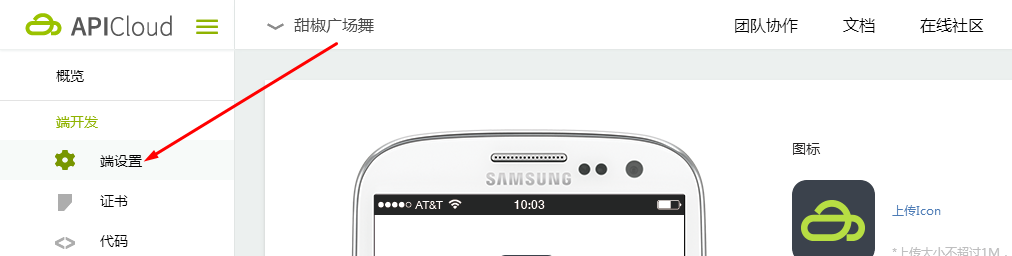 APICloud
甜椒广场舞
团队协作
文档
在线社区
概览
端开发
端设置
证书
代码
SAMSUNG
AT&T
10:03
图标
上传Icon
*上传大小不超过1M，